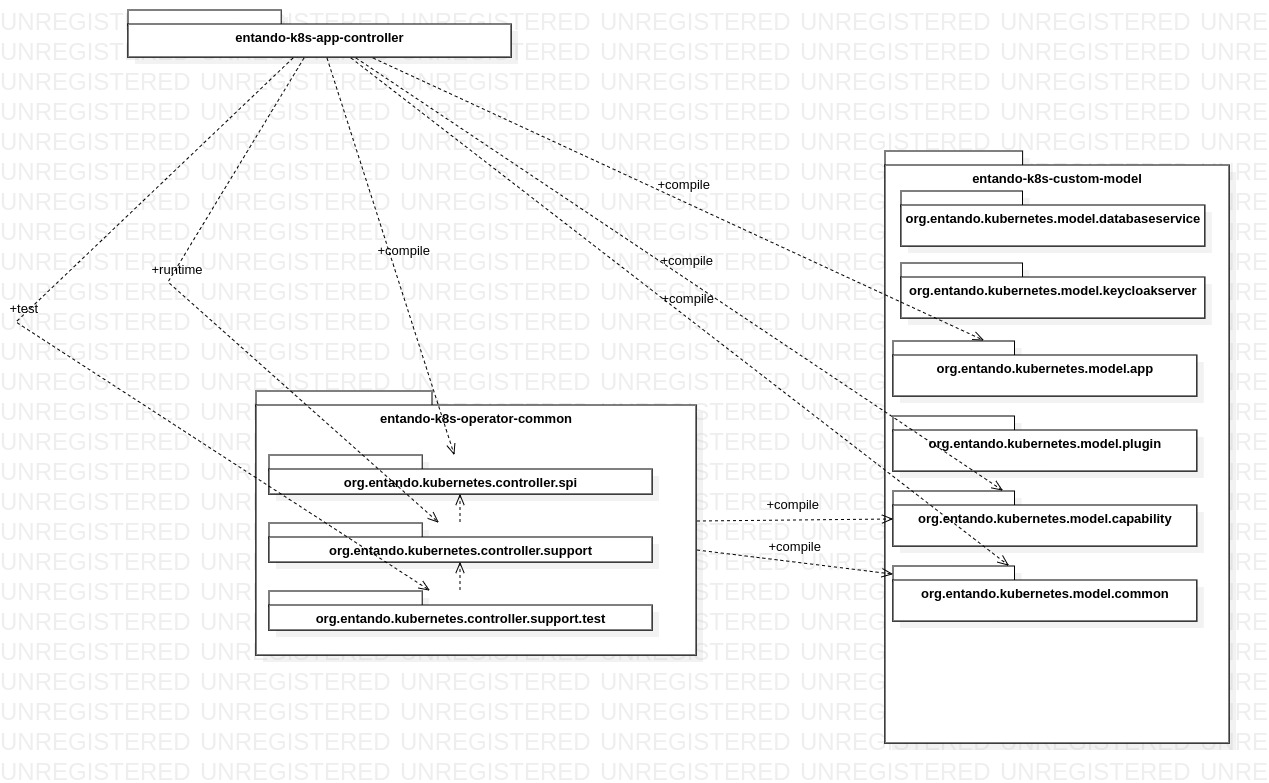 entando-k8s-app-controller
+compile
+compile
+runtime
+compile
+compile
+test
entando-k8s-custom-model
org.entando.kubernetes.model.databaseservice
org.entando.kubernetes.model.keycloakserver
org.entando.kubernetes.model.app
org.entando.kubernetes.model.plugin
org.entando.kubernetes.model.capability
org.entando.kubernetes.model.common
entando-k8s-operator-common
org.entando.kubernetes.controller.spi
org.entando.kubernetes.controller.support
org.entando.kubernetes.controller.support.test
+compile
+compile
UNREGISTERED UNREGISTERED UNREGISTERED UNREGISTERED UNREGISTERED UNREGISTERED